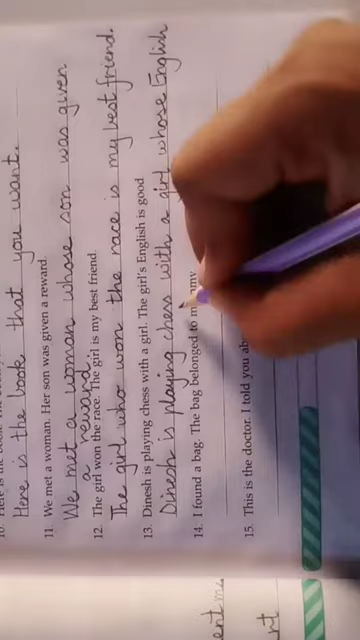 Here is the book that you want.
11 We met a woman. Her son was given a reward.
We met a woman whose son was given
a reward.
12. The girl won the race. The girl is my best friend.
The girl who won the race is my best friend.
13. Dinesh is playing chess with a girl. The girl's English is good
Dinesh is playing chess with a girl whose English
14. I found a bag. The bag belonged to
15. This is the doctor. I told you